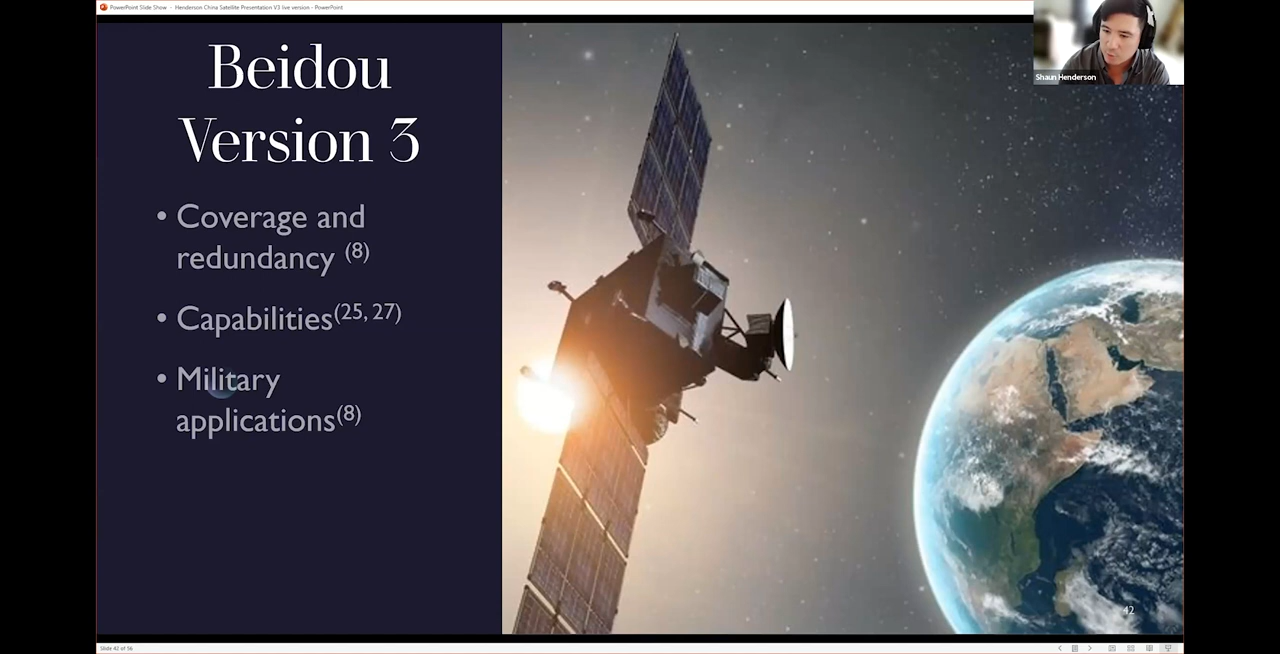 PowerPoint Slide Show - Henderson China Satellite Presentation V3 live version - PowerPoint
Shaun Henderson
Beidou
Version 3
• Coverage and
redundancy (8)
• Capabilities(25, 27)
• Military
applications(8)
42
Slide 42 of 56